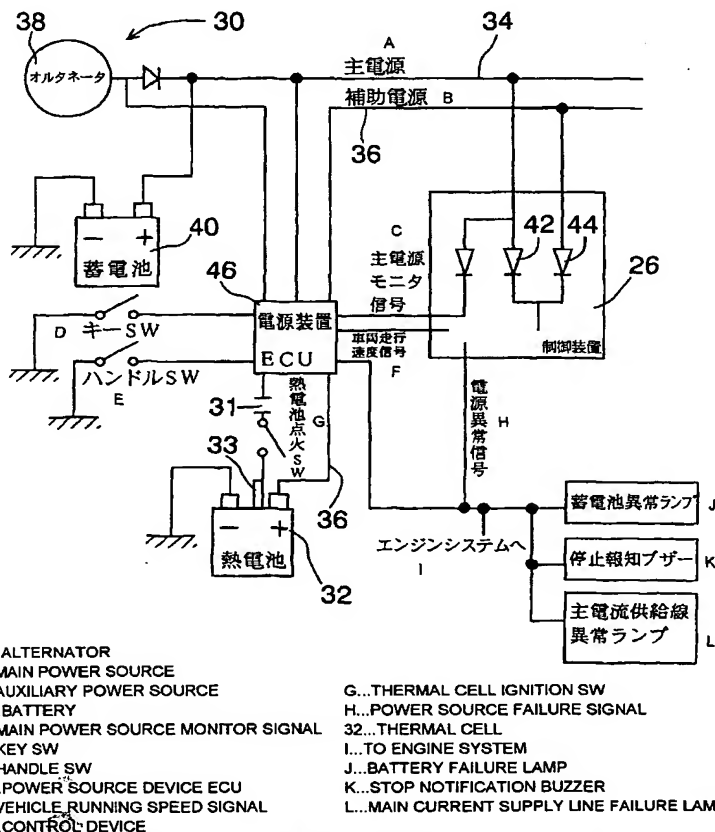 38
30
A
34
オルタネータ
主電源
補助電源 B
36
40
蓄電池
C
主電源
モニタ
信号
42
44
26
46
電源装置
ECU
車両走行
速度信号
F
制御装置
D キーSW
ハンドルSW
E
31
熱電池点火SW
G
電源異常信号
H
33
36
熱電池
32
エンジンシステムへ
I
蓄電池異常ランプ
J
停止報知ブザー
K
主電流供給線
異常ランプ
L
ALTERNATOR
MAIN POWER SOURCE
AUXILIARY POWER SOURCE
BATTERY
MAIN POWER SOURCE MONITOR SIGNAL
KEY SW
HANDLE SW
POWER SOURCE DEVICE ECU
VEHICLE RUNNING SPEED SIGNAL
CONTROL DEVICE
G...THERMAL CELL IGNITION SW
H...POWER SOURCE FAILURE SIGNAL
32...THERMAL CELL
I...TO ENGINE SYSTEM
J...BATTERY FAILURE LAMP
K...STOP NOTIFICATION BUZZER
L...MAIN CURRENT SUPPLY LINE FAILURE LAM